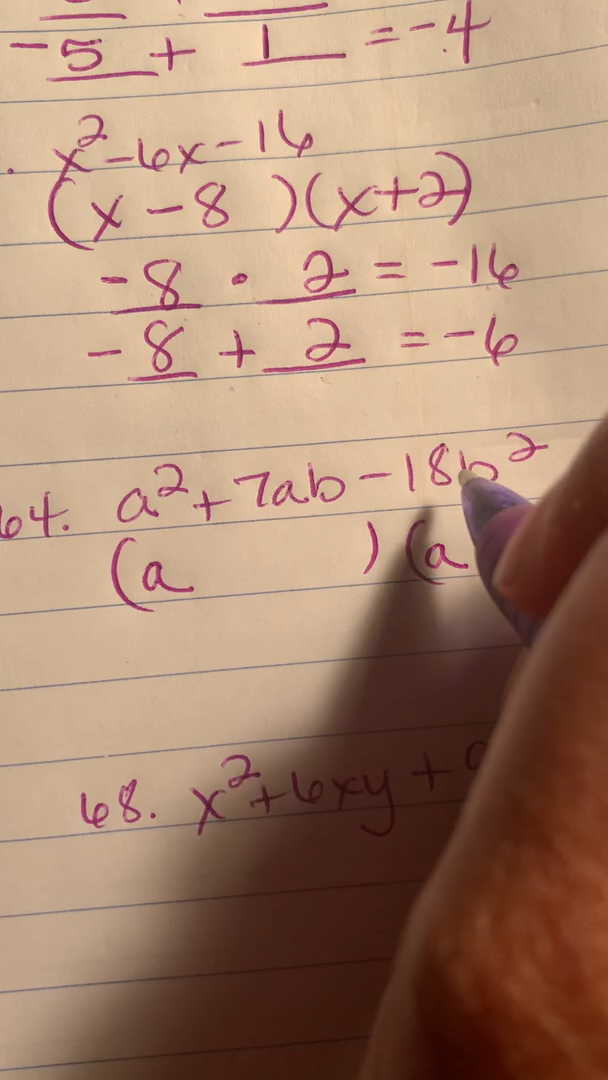 -5 + 1 = -4
. x² - 6x - 16
(x - 8 )(x + 2)
-8 · 2 = -16
-8 + 2 = -6
64. a² + 7ab - 18b²
(a ) (a
68. x² + 6xy +